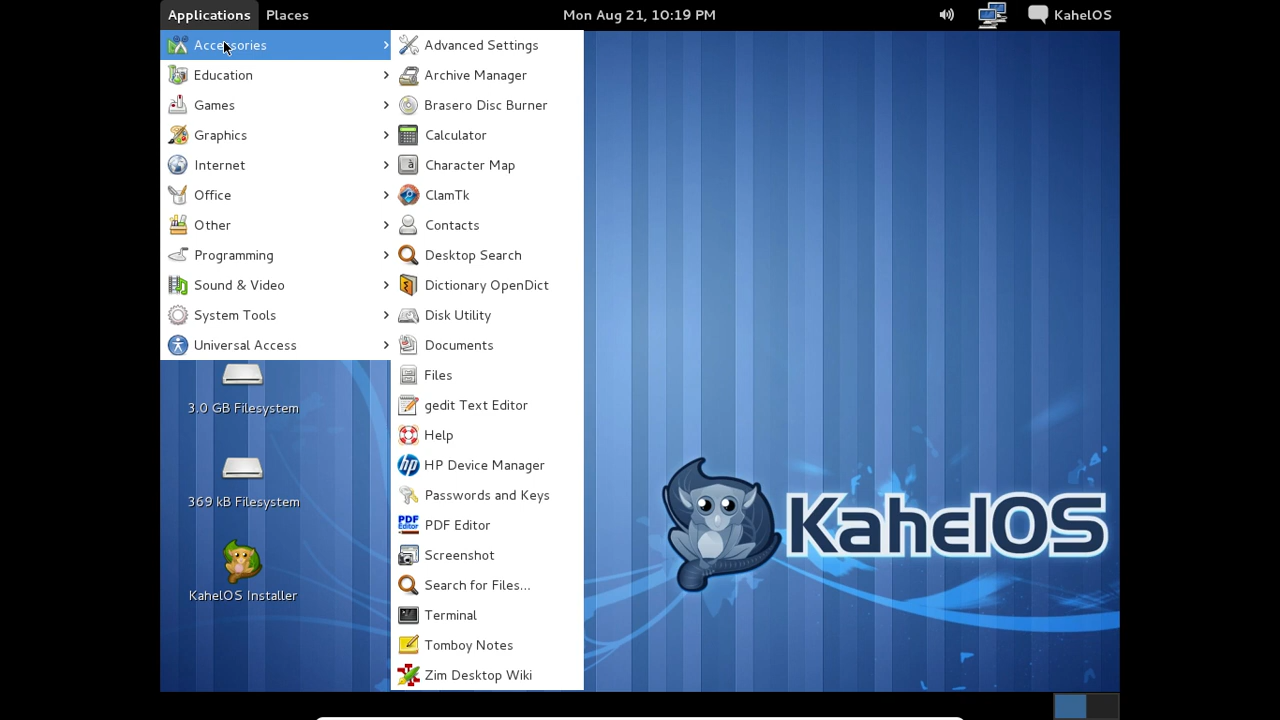 Applications Places Mon Aug 21, 10:19 PM KahelOS
Accessories
Education
Games
Graphics
Internet
Office
Other
Programming
Sound & Video
System Tools
Universal Access
Advanced Settings
Archive Manager
Brasero Disc Burner
Calculator
Character Map
ClamTk
Contacts
Desktop Search
Dictionary OpenDict
Disk Utility
Documents
Files
gedit Text Editor
Help
HP Device Manager
Passwords and Keys
PDF Editor
Screenshot
Search for Files...
Terminal
Tomboy Notes
Zim Desktop Wiki
3.0 GB Filesystem
369 kB Filesystem
KahelOS Installer
KahelOS